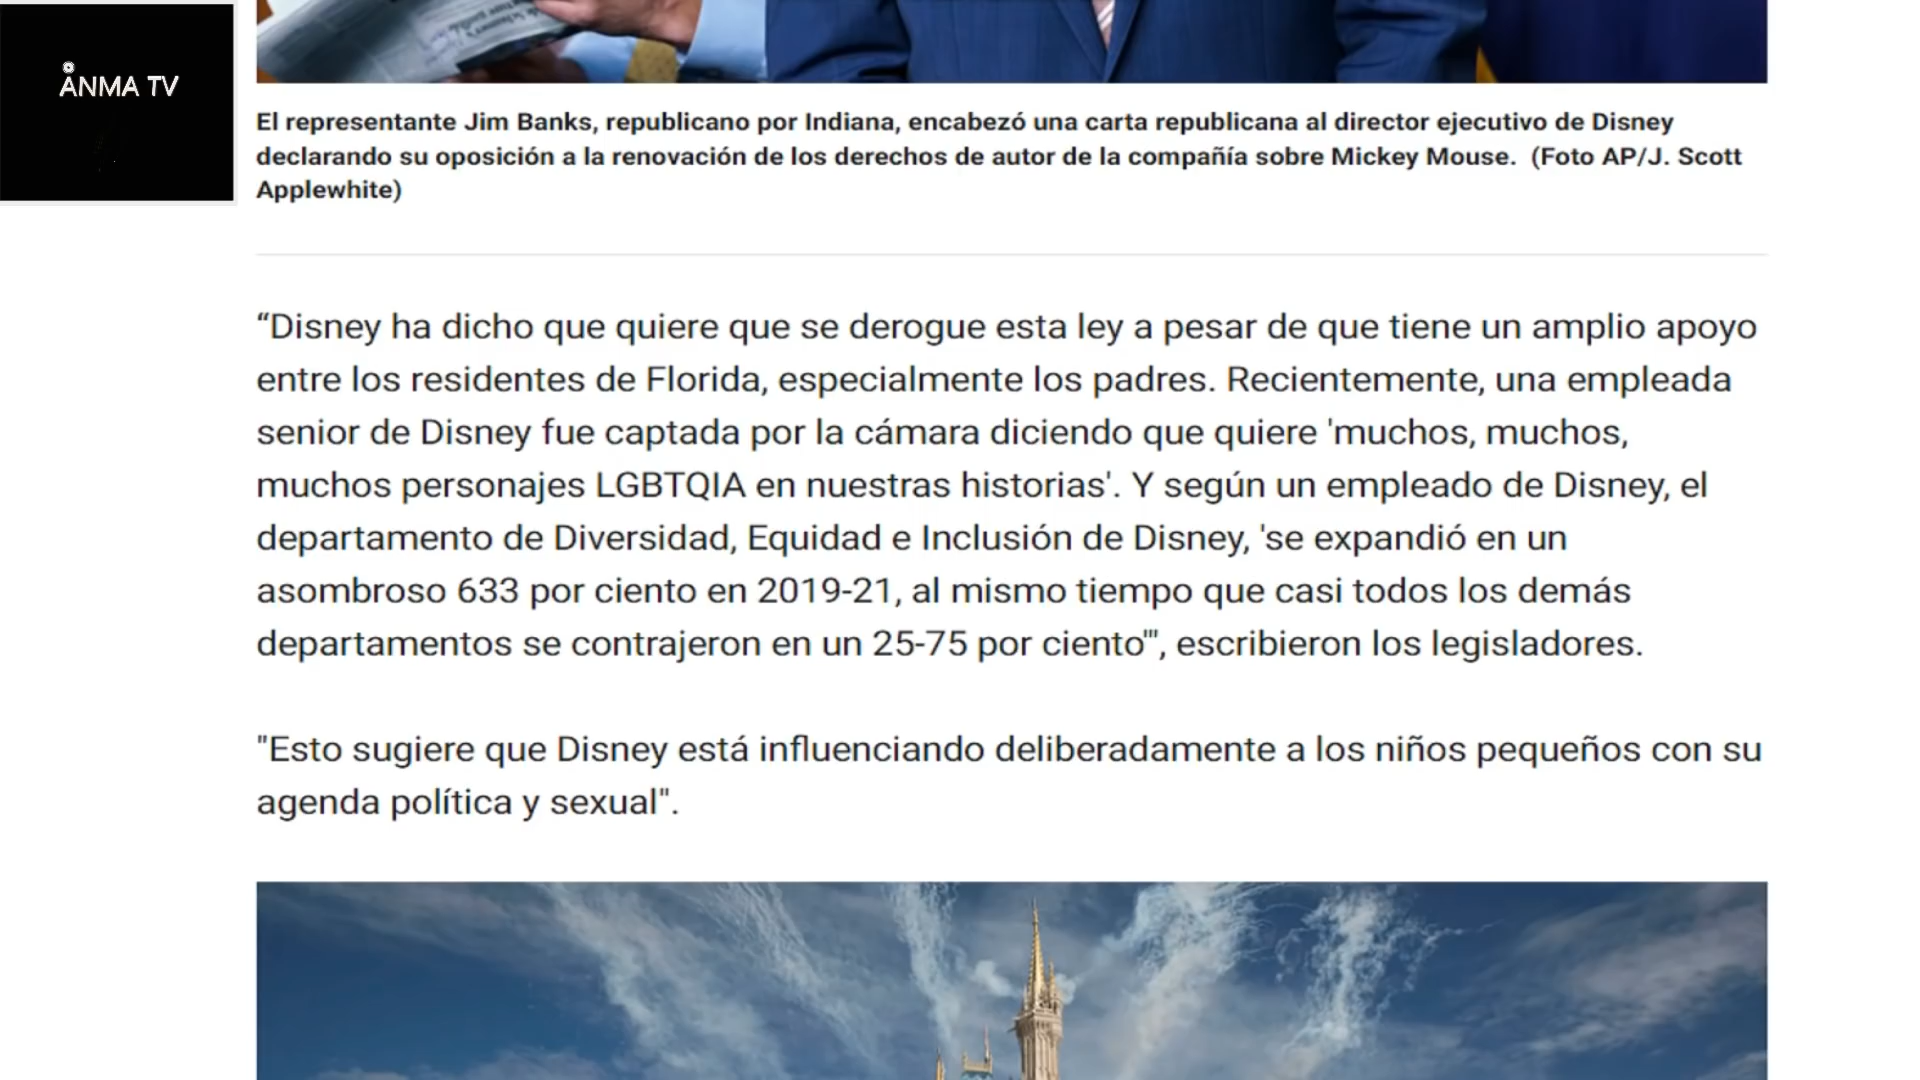 ÅNMA TV
El representante Jim Banks, republicano por Indiana, encabezó una carta republicana al director ejecutivo de Disney
declarando su oposición a la renovación de los derechos de autor de la compañía sobre Mickey Mouse. (Foto AP/J. Scott
Applewhite)
“Disney ha dicho que quiere que se derogue esta ley a pesar de que tiene un amplio apoyo
entre los residentes de Florida, especialmente los padres. Recientemente, una empleada
senior de Disney fue captada por la cámara diciendo que quiere 'muchos, muchos,
muchos personajes LGBTQIA en nuestras historias'. Y según un empleado de Disney, el
departamento de Diversidad, Equidad e Inclusión de Disney, 'se expandió en un
asombroso 633 por ciento en 2019-21, al mismo tiempo que casi todos los demás
departamentos se contrajeron en un 25-75 por ciento'", escribieron los legisladores.
"Esto sugiere que Disney está influenciando deliberadamente a los niños pequeños con su
agenda política y sexual".